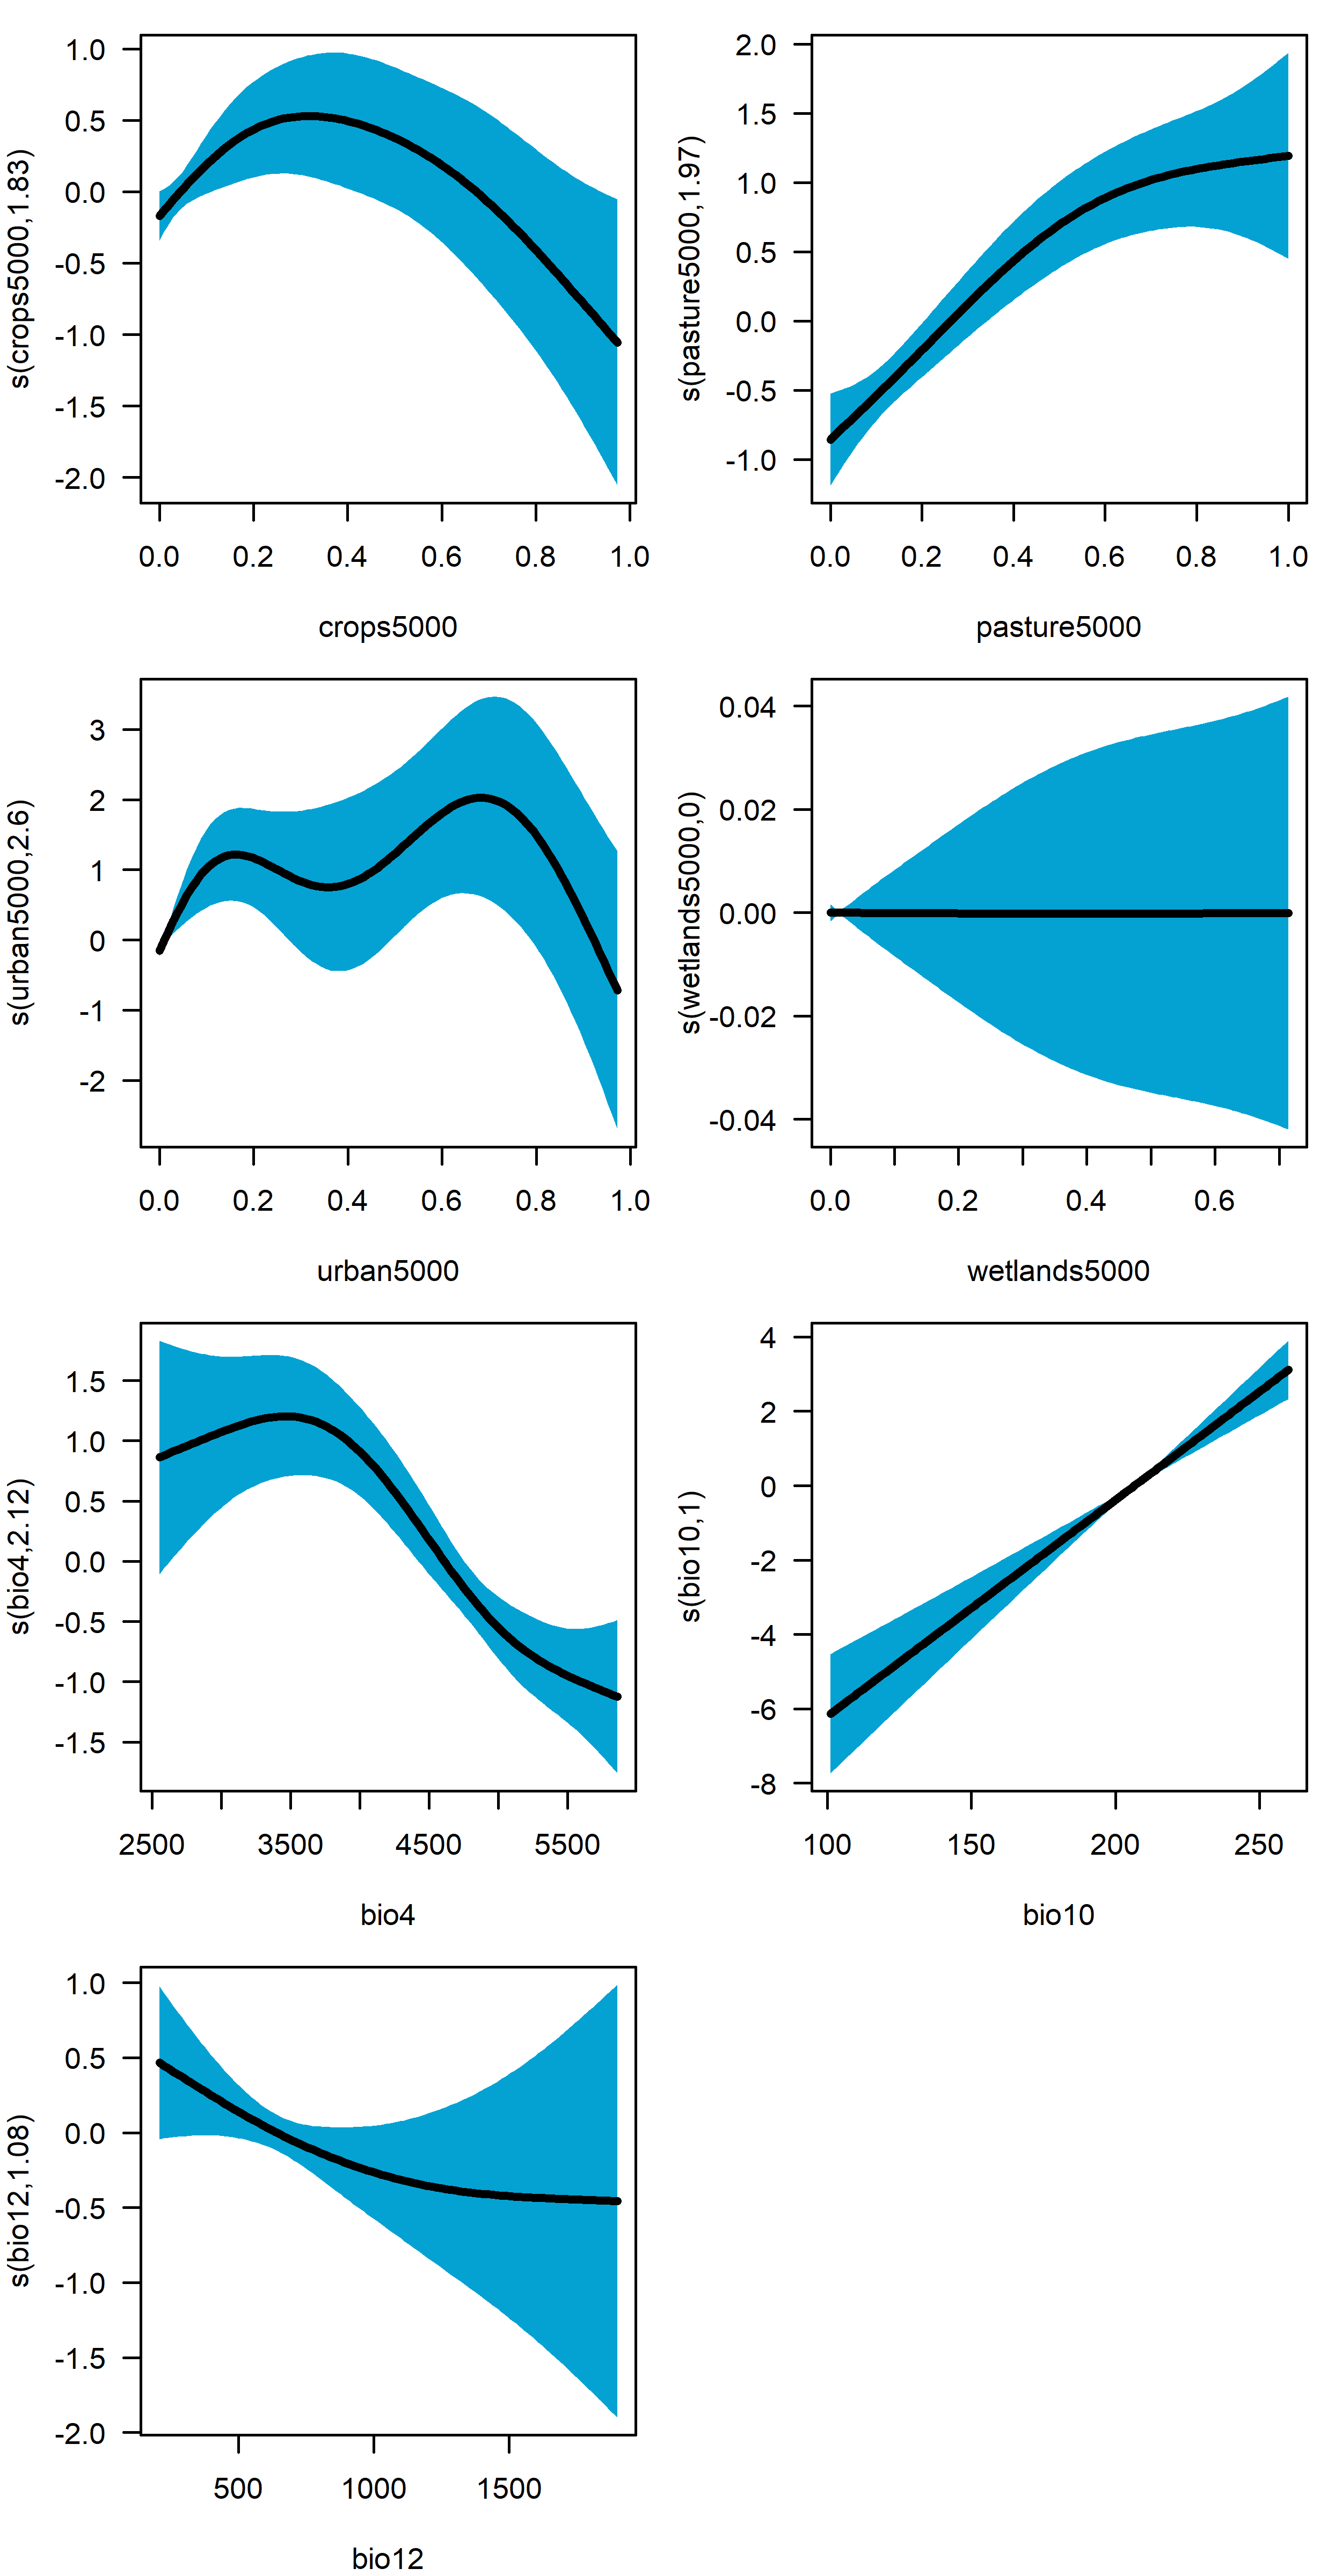 s(crops5000,1.83)
1.0
0.5
0.0
-0.5
-1.0
-1.5
-2.0
0.0 0.2 0.4 0.6 0.8 1.0
crops5000
s(pasture5000,1.97)
2.0
1.5
1.0
0.5
0.0
-0.5
-1.0
0.0 0.2 0.4 0.6 0.8 1.0
pasture5000
s(urban5000,2.6)
3
2
1
0
-1
-2
0.0 0.2 0.4 0.6 0.8 1.0
urban5000
s(wetlands5000,0)
0.04
0.02
0.00
-0.02
-0.04
0.0 0.2 0.4 0.6
wetlands5000
s(bio4,2.12)
1.5
1.0
0.5
0.0
-0.5
-1.0
-1.5
2500 3500 4500 5500
bio4
s(bio10,1)
4
2
0
-2
-4
-6
-8
100 150 200 250
bio10
s(bio12,1.08)
1.0
0.5
0.0
-0.5
-1.0
-1.5
-2.0
500 1000 1500
bio12